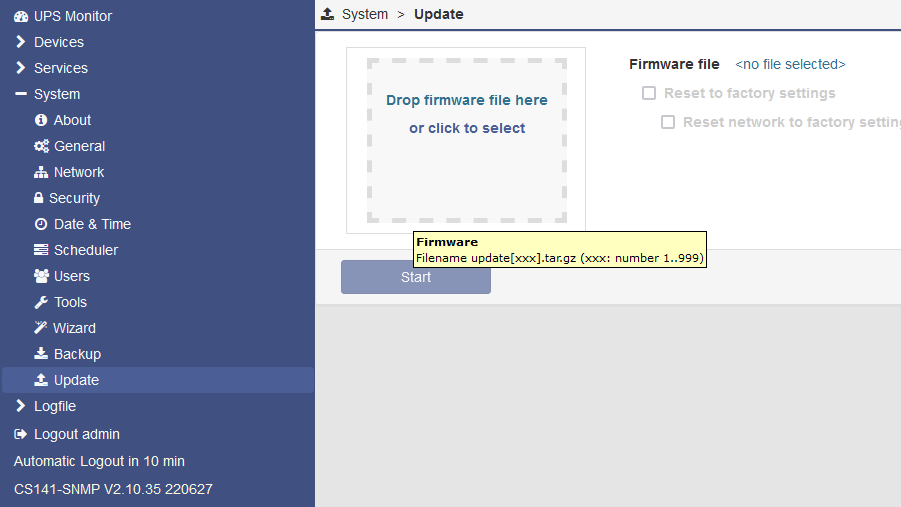 UPS Monitor
Devices
Services
System
About
General
Network
Security
Date & Time
Scheduler
Users
Tools
Wizard
Backup
Update
Logfile
Logout admin
Automatic Logout in 10 min
CS141-SNMP V2.10.35 220627
System > Update
Drop firmware file here
or click to select
Firmware file <no file selected>
Reset to factory settings
Reset network to factory setting
Firmware
Filename update[xxx].tar.gz (xxx: number 1..999)
Start